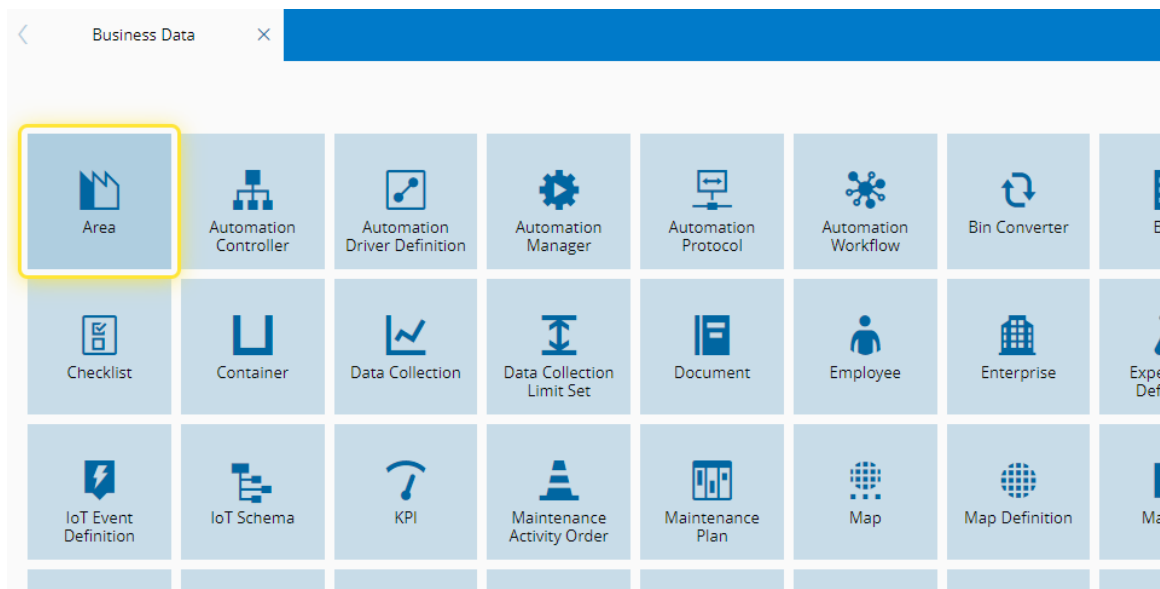 Business Data
Area
Automation
Controller
Automation
Driver Definition
Automation
Manager
Automation
Protocol
Automation
Workflow
Bin Converter
Checklist
Container
Data Collection
Data Collection
Limit Set
Document
Employee
Enterprise
IoT Event
Definition
IoT Schema
KPI
Maintenance
Activity Order
Maintenance
Plan
Map
Map Definition